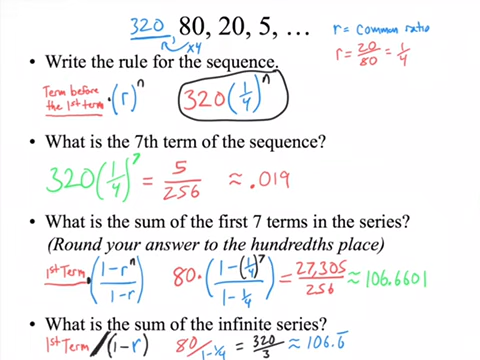 320 80, 20, 5, …
x4
r = common ratio
r = 20/80 = 1/4
• Write the rule for the sequence.
Term before the 1st term · (r)^n 320(1/4)^n
• What is the 7th term of the sequence?
320(1/4)^7 = 5/256 ≈ .019
• What is the sum of the first 7 terms in the series?
(Round your answer to the hundredths place)
1st Term · (1-r^n/1-r) 80 · (1-(1/4)^7/1-1/4) = 27,305/256 ≈ 106.6601
• What is the sum of the infinite series?
1st Term / (1-r) 80/1-1/4 = 320/3 ≈ 106.6̅